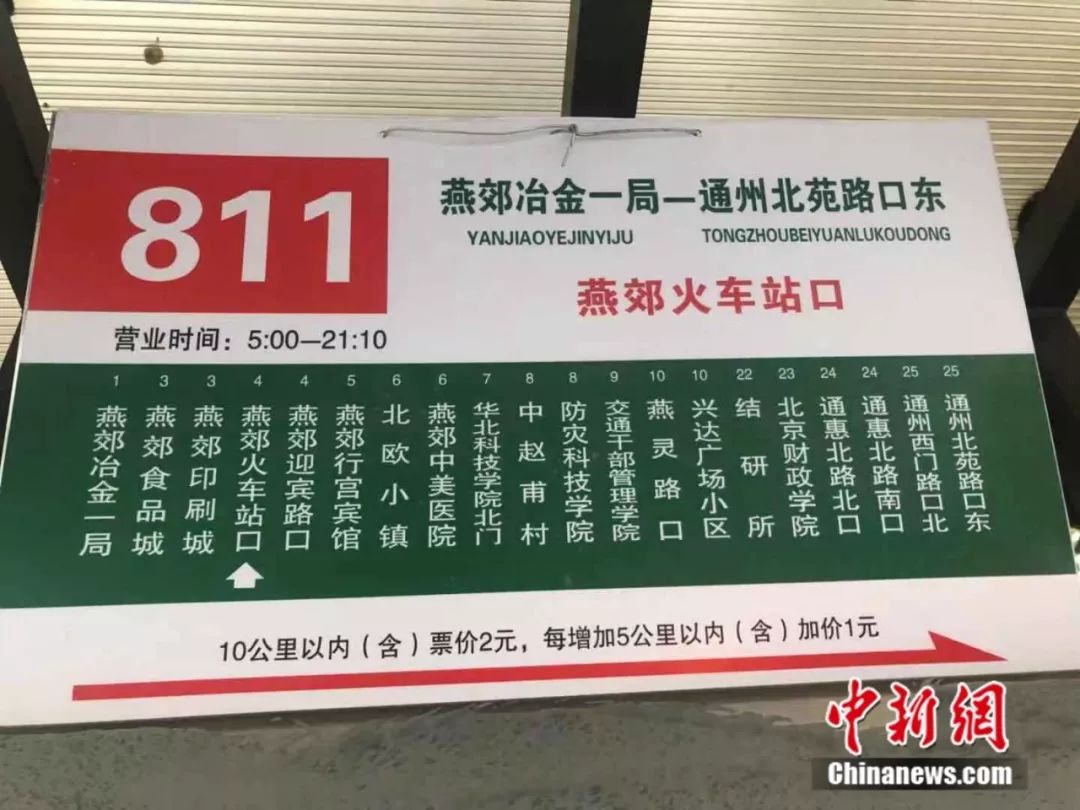 811
燕郊冶金一局—通州北苑路口东
YANJIAOYEJINYIJU TONGZHOUBEIYUANLUKOUDONG
燕郊火车站口
营业时间：5:00—21:10
1 3 3 4 4 5 6 6 7 8 8 9 10 10 22 23 24 24 25 25
燕郊冶金一局
燕郊食品城
燕郊印刷城
燕郊火车站口
燕郊迎宾路口
燕郊行宫宾馆
北欧小镇
燕郊中美医院
华北科技学院北门
中赵甫村
防灾科技学院
交通干部管理学院
燕灵路口
兴达广场小区
结研所
北京财政学院
通惠北路北口
通惠北路南口
通州西门路口北
通州北苑路口东
10公里以内（含）票价2元，每增加5公里以内（含）加价1元
中新网
Chinanews.com